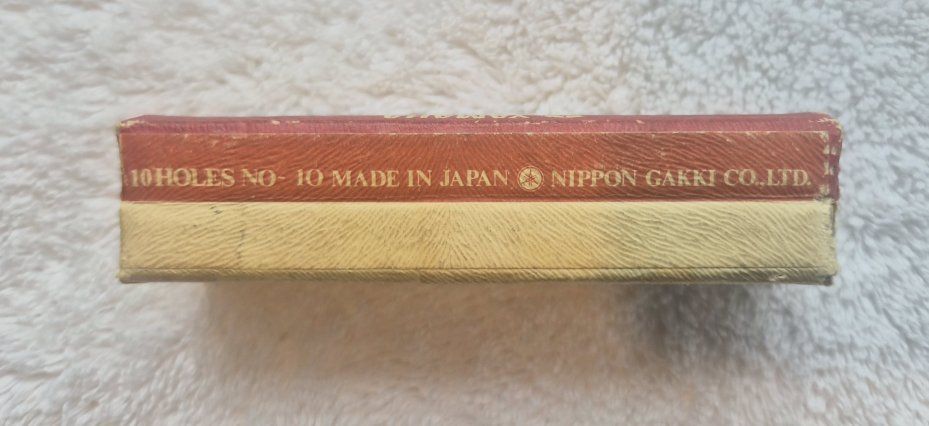 10 HOLES NO- 10 MADE IN JAPAN NIPPON GAKKI CO.,LTD.